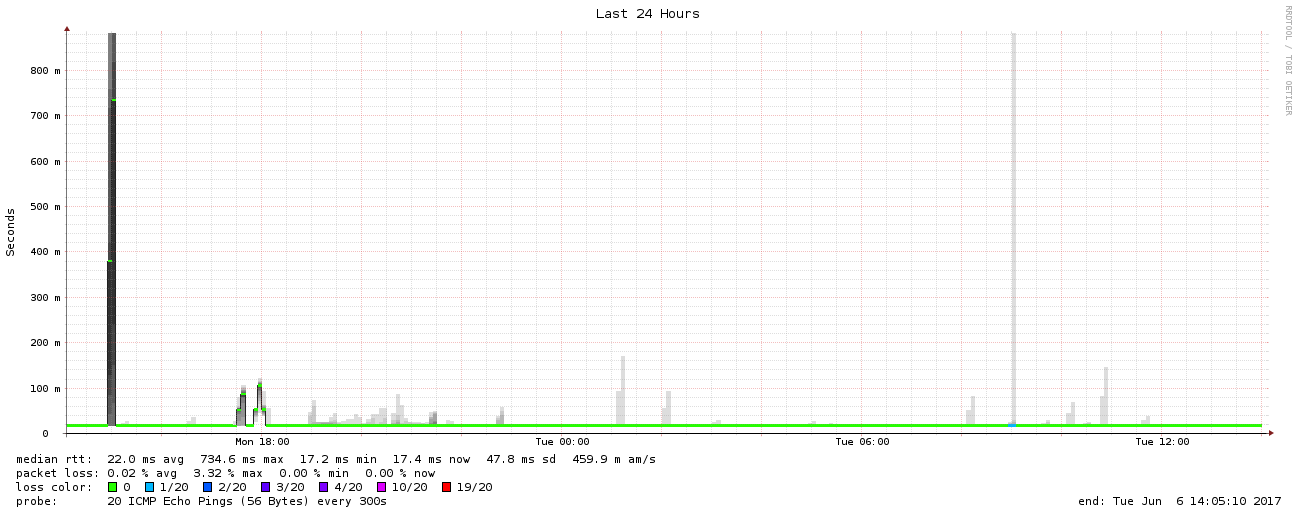 Last 24 Hours
RRDTOOL / TOBI OETIKER
Seconds
800 m
700 m
600 m
500 m
400 m
300 m
200 m
100 m
0
Mon 18:00 Tue 00:00 Tue 06:00 Tue 12:00
median rtt: 22.0 ms avg 734.6 ms max 17.2 ms min 17.4 ms now 47.8 ms sd 459.9 m am/s
packet loss: 0.02 % avg 3.32 % max 0.00 % min 0.00 % now
loss color: 0 1/20 2/20 3/20 4/20 10/20 19/20
probe: 20 ICMP Echo Pings (56 Bytes) every 300s end: Tue Jun 6 14:05:10 2017